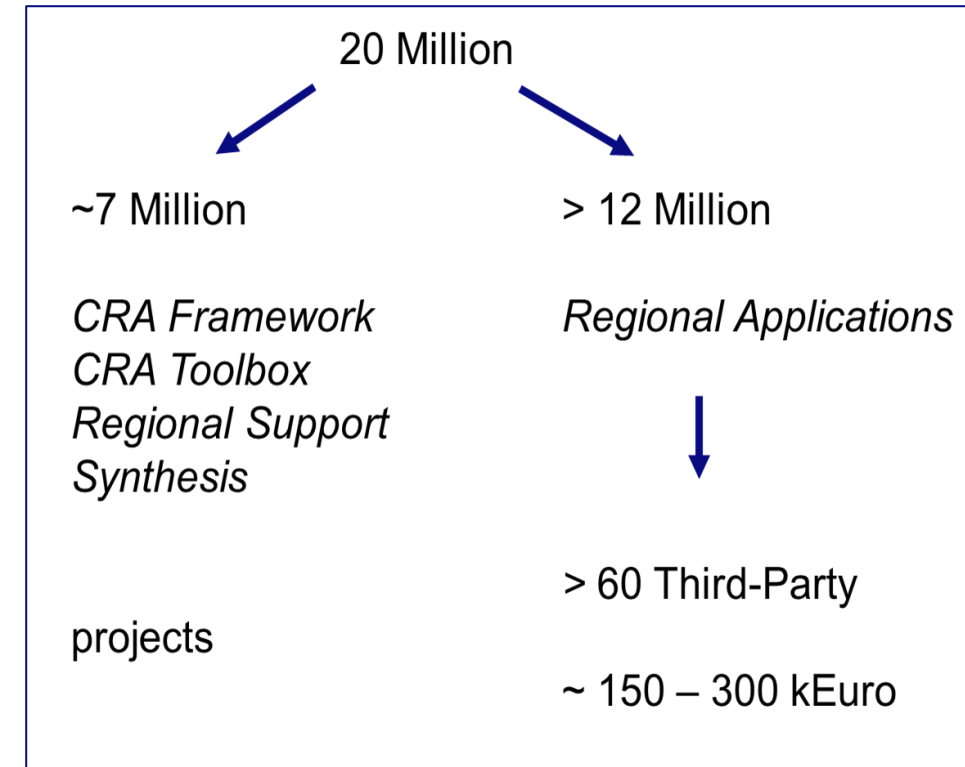 20 Million
~7 Million
> 12 Million
CRA Framework
CRA Toolbox
Regional Support
Synthesis
Regional Applications
> 60 Third-Party
projects
~ 150 – 300 kEuro